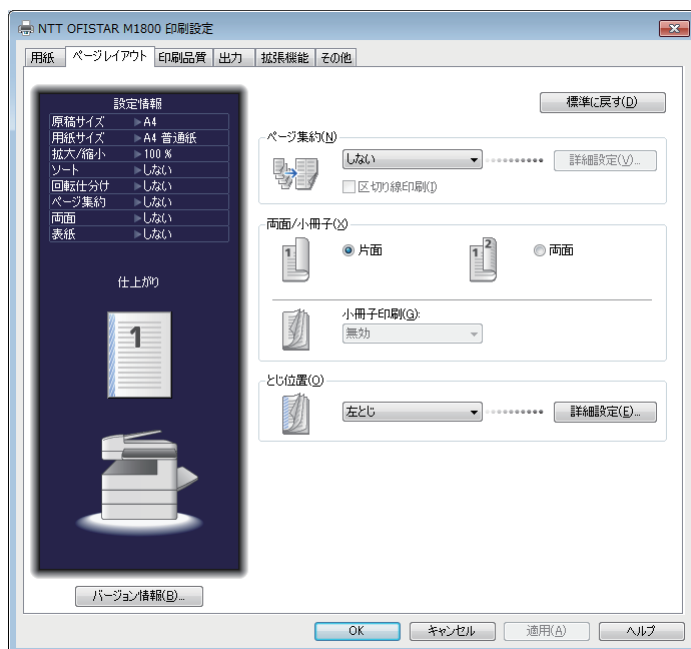 NTT OFISTAR M1800 印刷設定
用紙 ページレイアウト 印刷品質 出力 拡張機能 その他
設定情報
原稿サイズ ▶A4
用紙サイズ ▶A4 普通紙
拡大/縮小 ▶100 %
ソート ▶しない
回転仕分け ▶しない
ページ集約 ▶しない
両面 ▶しない
表紙 ▶しない
仕上がり
1
バージョン情報(B)...
標準に戻す(D)
ページ集約(N)
しない 詳細設定(V)...
区切り線印刷(I)
両面/小冊子(X)
1 片面 1 2 両面
小冊子印刷(G):
無効
とじ位置(O)
左とじ 詳細設定(E)...
OK キャンセル 適用(A) ヘルプ